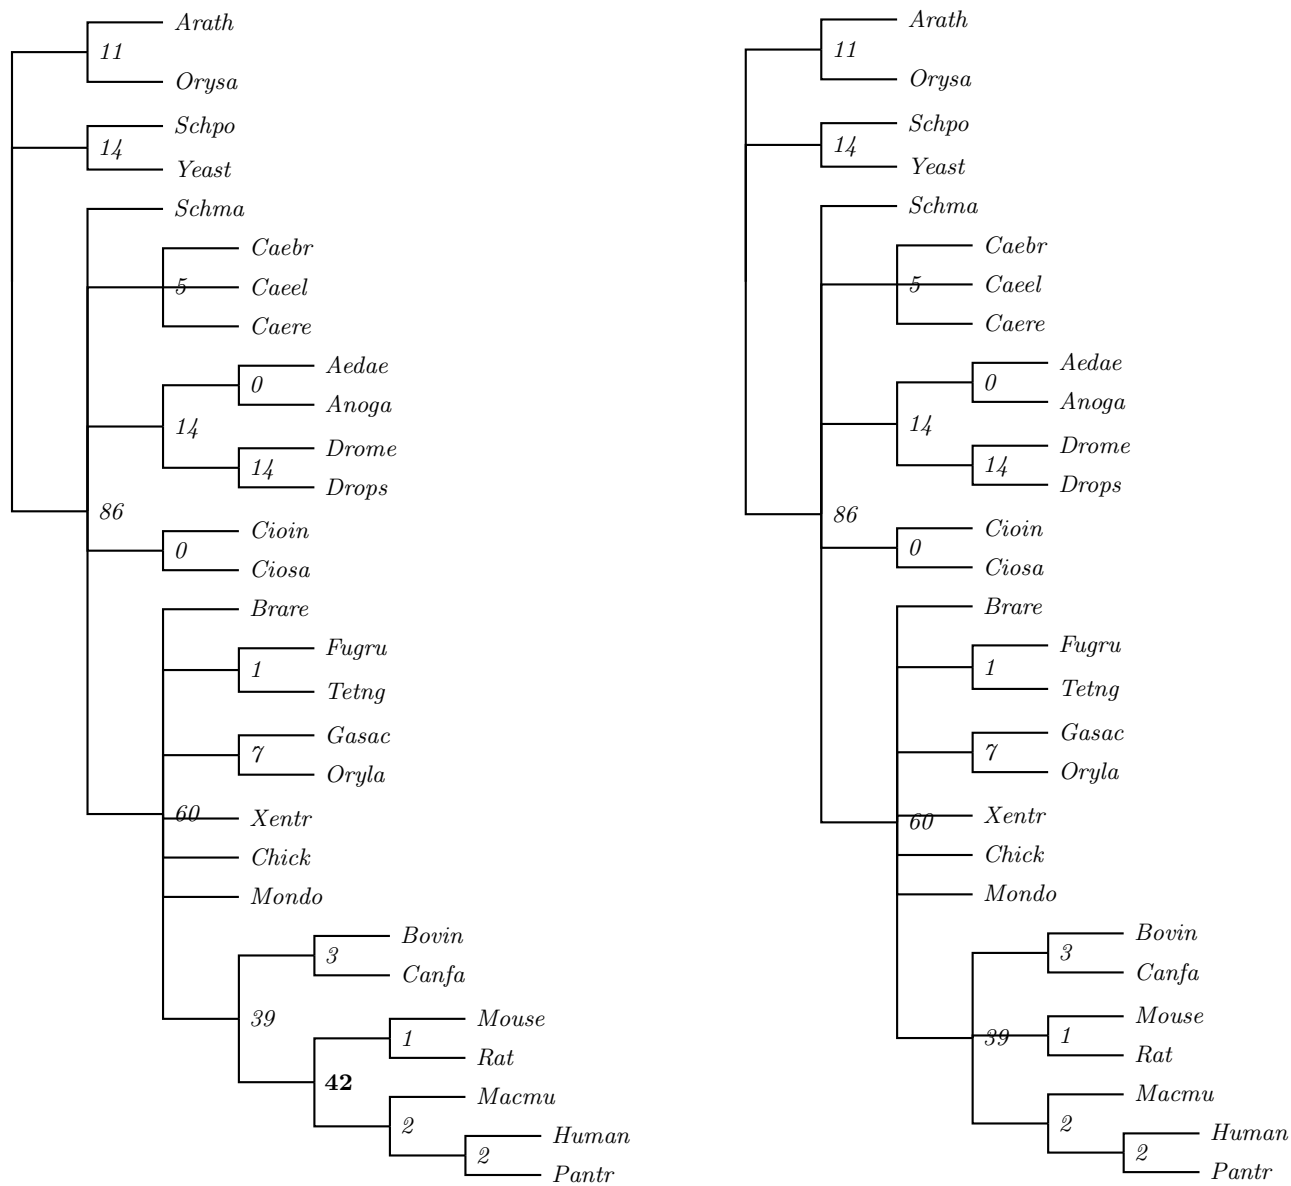 Arath
11
Orysa
Schpo
14
Yeast
Schma
Caebr
5
Caeel
Caere
Aedae
0
Anoga
14
Drome
14
Drops
86
Cioin
0
Ciosa
Brare
Fugru
1
Tetng
Gasac
7
Oryla
60
Xentr
Chick
Mondo
Bovin
3
Canfa
39
Mouse
1
Rat
42
Macmu
2
Human
2
Pantr
Arath
11
Orysa
Schpo
14
Yeast
Schma
Caebr
5
Caeel
Caere
Aedae
0
Anoga
14
Drome
14
Drops
86
Cioin
0
Ciosa
Brare
Fugru
1
Tetng
Gasac
7
Oryla
60
Xentr
Chick
Mondo
Bovin
3
Canfa
39
Mouse
1
Rat
Macmu
2
Human
2
Pantr